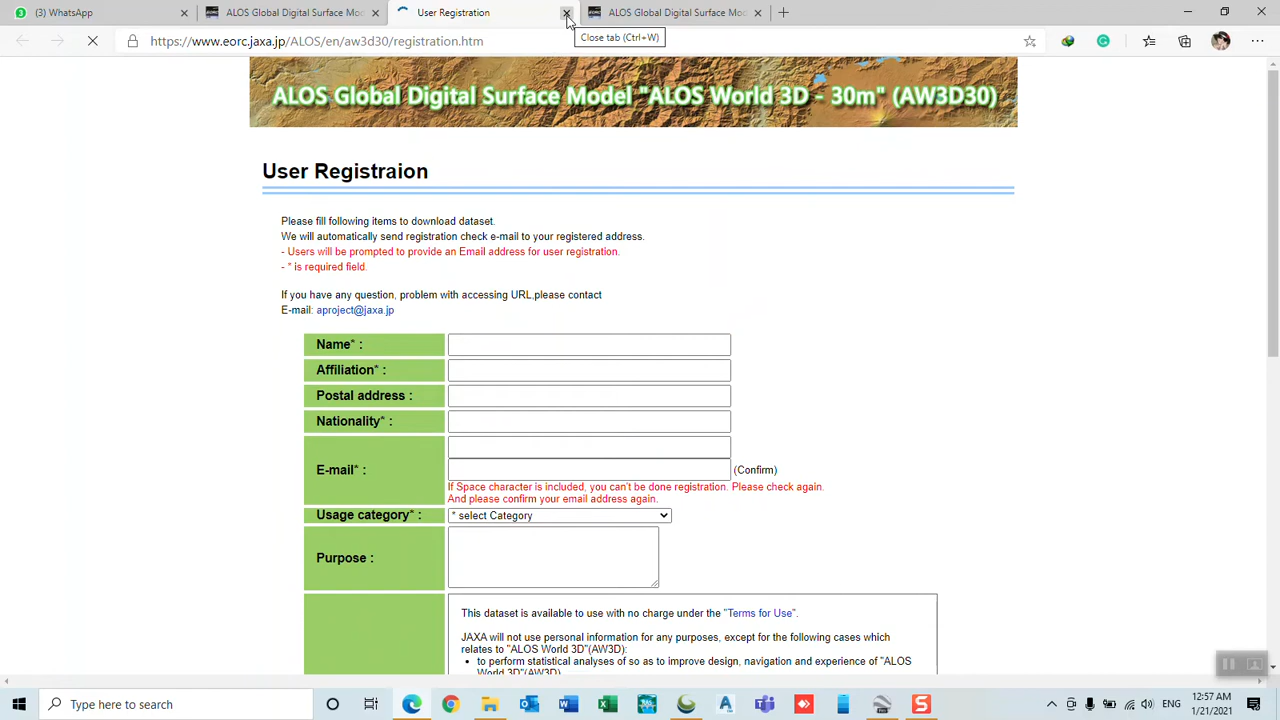 (3) WhatsApp
ALOS Global Digital Surface Mod
User Registration
ALOS Global Digital Surface Mod
Close tab (Ctrl+W)
https://www.eorc.jaxa.jp/ALOS/en/aw3d30/registration.htm
ALOS Global Digital Surface Model "ALOS World 3D - 30m" (AW3D30)
User Registraion
Please fill following items to download dataset.
We will automatically send registration check e-mail to your registered address.
- Users will be prompted to provide an Email address for user registration.
- * is required field.
If you have any question, problem with accessing URL,please contact
E-mail: aproject@jaxa.jp
Name* :
Affiliation* :
Postal address :
Nationality* :
E-mail* :
(Confirm)
If Space character is included, you can't be done registration. Please check again.
And please confirm your email address again.
Usage category* :
* select Category
Purpose :
This dataset is available to use with no charge under the "Terms for Use".
JAXA will not use personal information for any purposes, except for the following cases which
relates to "ALOS World 3D"(AW3D):
• to perform statistical analyses of so as to improve design, navigation and experience of "ALOS
World 3D"(AW3D)
Type here to search
ENG
12:57 AM
1/21/2021